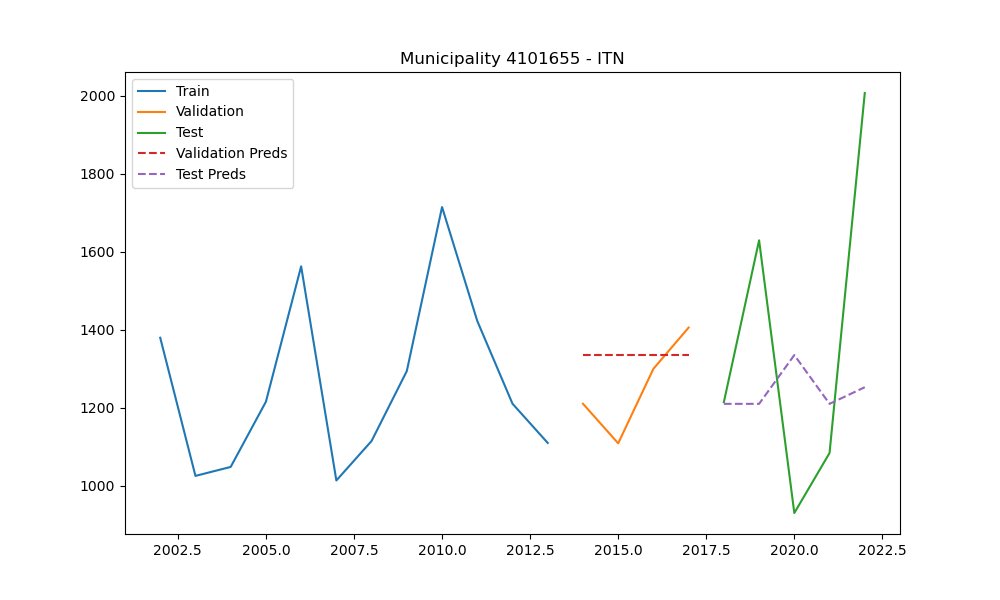 Municipality 4101655 - ITN
Train
Validation
Test
Validation Preds
Test Preds
2000
1800
1600
1400
1200
1000
2002.5 2005.0 2007.5 2010.0 2012.5 2015.0 2017.5 2020.0 2022.5